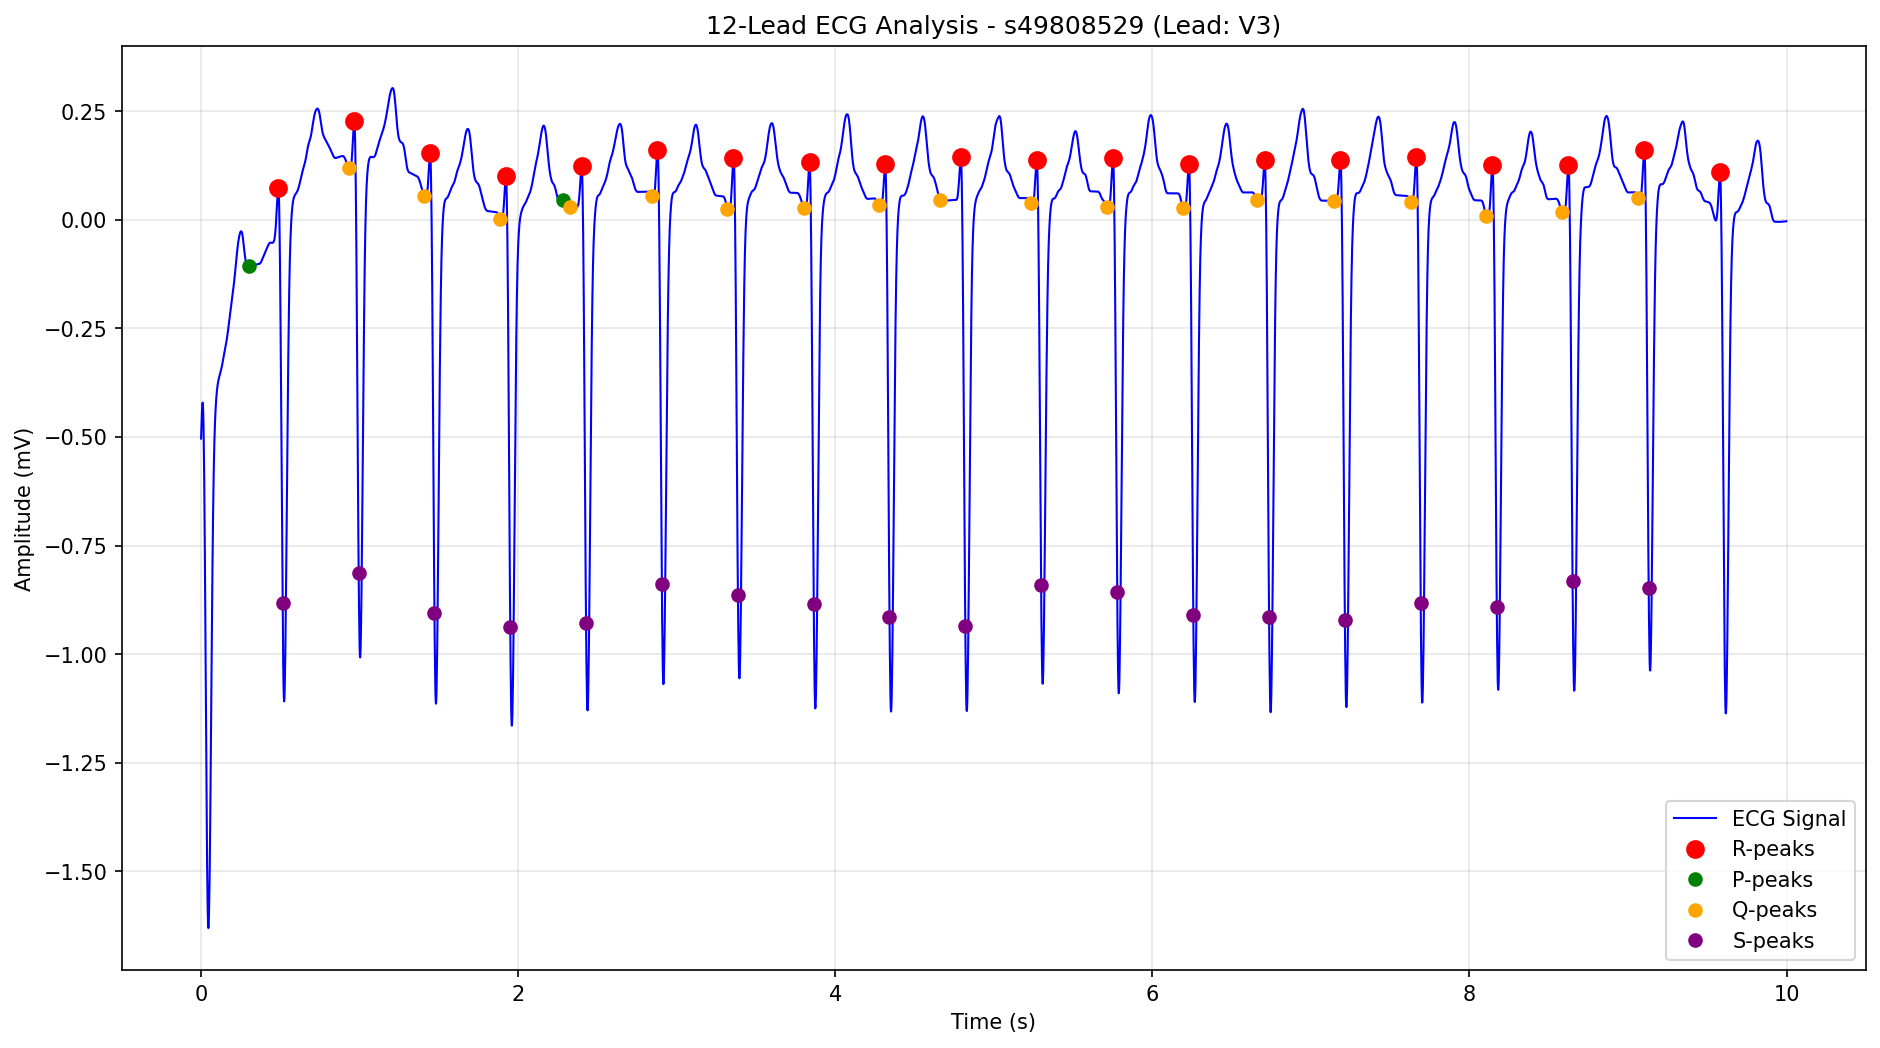 12-Lead ECG Analysis - s49808529 (Lead: V3)
Amplitude (mV)
0.25
0.00
−0.25
−0.50
−0.75
−1.00
−1.25
−1.50
ECG Signal
R-peaks
P-peaks
Q-peaks
S-peaks
0 2 4 6 8 10
Time (s)